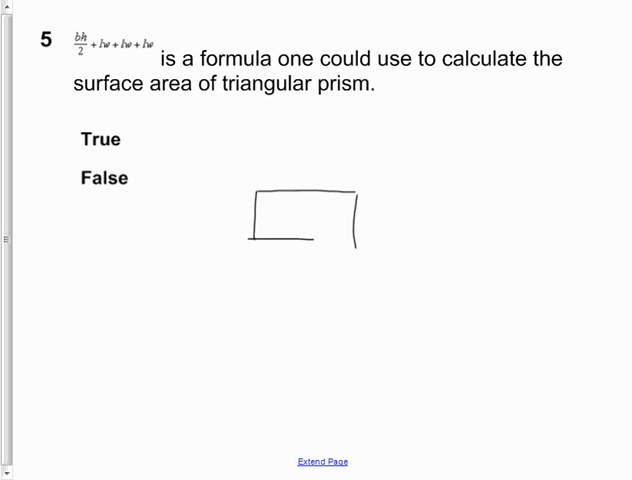 5 bh/2 + lw + lw + lw is a formula one could use to calculate the
surface area of triangular prism.
True
False
Extend Page